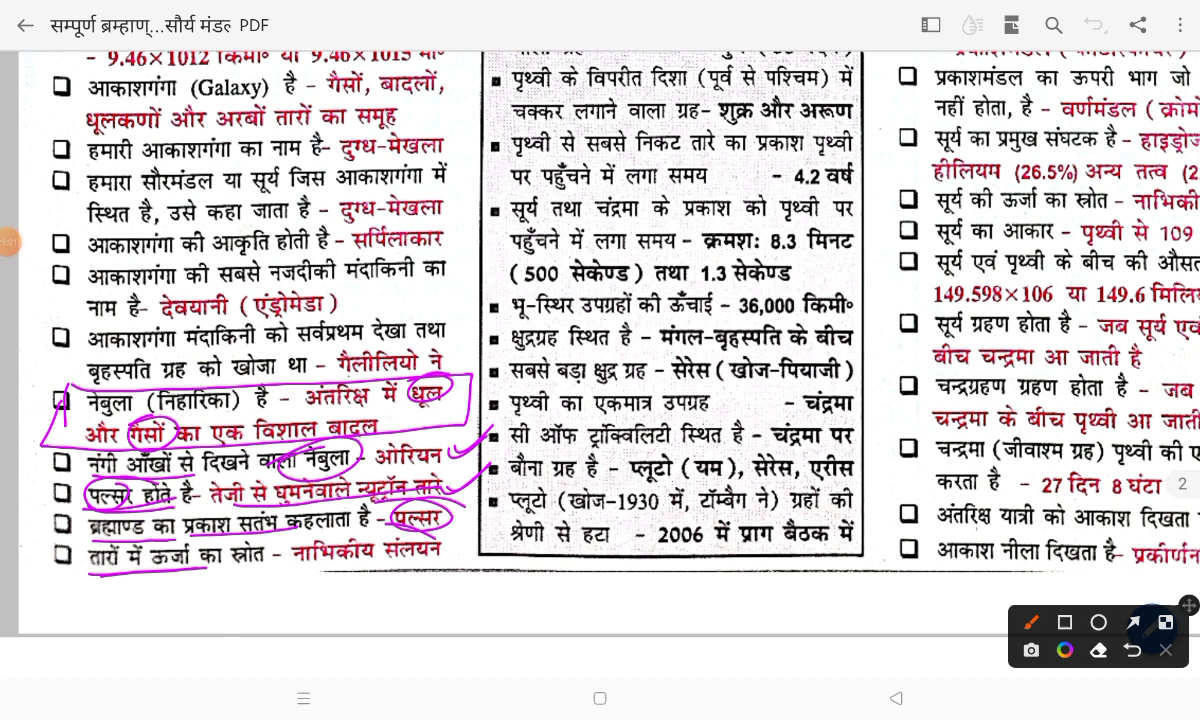 सम्पूर्ण ब्रम्हाण्...सौर्य मंडल PDF
- 9.46×1012 किमी० या 9.46×1015 मी०
❑ आकाशगंगा (Galaxy) है - गैसों, बादलों,
धूलकणों और अरबों तारों का समूह
❑ हमारी आकाशगंगा का नाम है- दुग्ध-मेखला
❑ हमारा सौरमंडल या सूर्य जिस आकाशगंगा में
स्थित है, उसे कहा जाता है - दुग्ध-मेखला
❑ आकाशगंगा की आकृति होती है - सर्पिलाकार
❑ आकाशगंगा की सबसे नजदीकी मंदाकिनी का
नाम है- देवयानी ( एंड्रोमेडा )
❑ आकाशगंगा मंदाकिनी को सर्वप्रथम देखा तथा
बृहस्पति ग्रह को खोजा था - गैलीलियो ने
❑ नेबुला (निहारिका) है - अंतरिक्ष में धूल
और गैसों का एक विशाल बादल
❑ नंगी आँखों से दिखने वाला नेबुला - ओरियन
❑ पल्सर होते है- तेजी से घुमनेवाले न्यूट्रॉन तारे
❑ ब्रह्माण्ड का प्रकाश सतंभ कहलाता है - पल्सर
❑ तारों में ऊर्जा का स्रोत - नाभिकीय संलयन
▪ पृथ्वी के विपरीत दिशा (पूर्व से पश्चिम) में
चक्कर लगाने वाला ग्रह- शुक्र और अरूण
▪ पृथ्वी से सबसे निकट तारे का प्रकाश पृथ्वी
पर पहुँचने में लगा समय - 4.2 वर्ष
▪ सूर्य तथा चंद्रमा के प्रकाश को पृथ्वी पर
पहुँचने में लगा समय - क्रमश: 8.3 मिनट
( 500 सेकेण्ड ) तथा 1.3 सेकेण्ड
▪ भू-स्थिर उपग्रहों की ऊँचाई - 36,000 किमी०
▪ क्षुद्रग्रह स्थित है - मंगल-बृहस्पति के बीच
▪ सबसे बड़ा क्षुद्र ग्रह - सेरेस ( खोज-पियाजी )
▪ पृथ्वी का एकमात्र उपग्रह - चंद्रमा
▪ सी ऑफ ट्रांक्विलिटी स्थित है - चंद्रमा पर
▪ बौना ग्रह है - प्लूटो ( यम ), सेरेस, एरीस
▪ प्लूटो (खोज-1930 में, टॉम्बैग ने) ग्रहों की
श्रेणी से हटा - 2006 में प्राग बैठक में
❑ प्रकाशमंडल का ऊपरी भाग जो
नहीं होता, है - वर्णमंडल ( क्रोमो
❑ सूर्य का प्रमुख संघटक है - हाइड्रोज
हीलियम (26.5%) अन्य तत्व (2
❑ सूर्य की ऊर्जा का स्रोत - नाभिकी
❑ सूर्य का आकार - पृथ्वी से 109
❑ सूर्य एवं पृथ्वी के बीच की औसत
149.598×106 या 149.6 मिलिय
❑ सूर्य ग्रहण होता है - जब सूर्य एवं
बीच चन्द्रमा आ जाती है
❑ चन्द्रग्रहण ग्रहण होता है - जब
चन्द्रमा के बीच पृथ्वी आ जाती
❑ चन्द्रमा (जीवाश्म ग्रह) पृथ्वी की ए
करता है - 27 दिन 8 घंटा
❑ अंतरिक्ष यात्री को आकाश दिखता
❑ आकाश नीला दिखता है- प्रकीर्णन
2